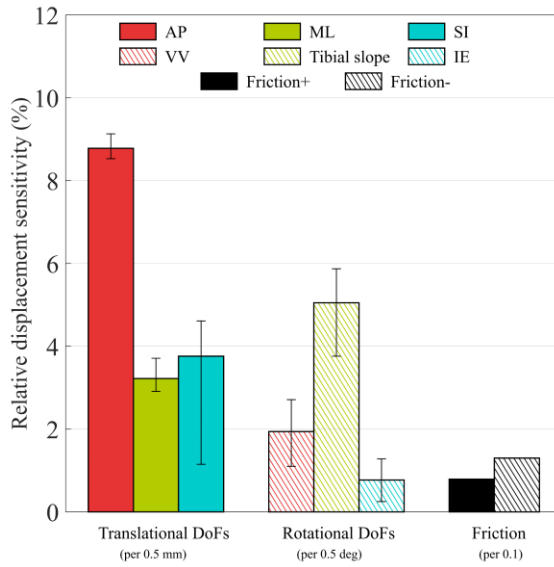 12
10
8
6
4
2
0
Relative displacement sensitivity (%)
AP ML SI
VV Tibial slope IE
Friction+ Friction-
Translational DoFs Rotational DoFs Friction
(per 0.5 mm) (per 0.5 deg) (per 0.1)